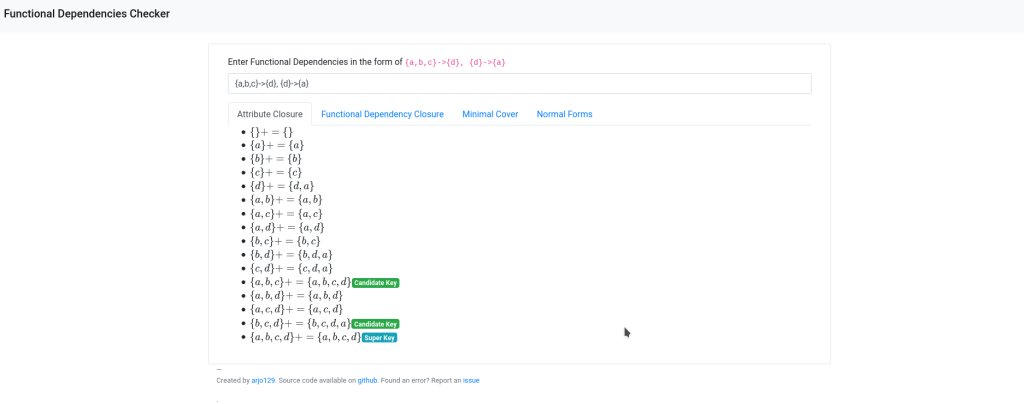 Functional Dependencies Checker
Enter Functional Dependencies in the form of {a,b,c}->{d}, {d}->{a}
{a,b,c}->{d}, {d}->{a}
Attribute Closure Functional Dependency Closure Minimal Cover Normal Forms
• {}+ = {}
• {a}+ = {a}
• {b}+ = {b}
• {c}+ = {c}
• {d}+ = {d, a}
• {a, b}+ = {a, b}
• {a, c}+ = {a, c}
• {a, d}+ = {a, d}
• {b, c}+ = {b, c}
• {b, d}+ = {b, d, a}
• {c, d}+ = {c, d, a}
• {a, b, c}+ = {a, b, c, d} Candidate Key
• {a, b, d}+ = {a, b, d}
• {a, c, d}+ = {a, c, d}
• {b, c, d}+ = {b, c, d, a} Candidate Key
• {a, b, c, d}+ = {a, b, c, d} Super Key
Created by arjo129. Source code available on github. Found an error? Report an issue